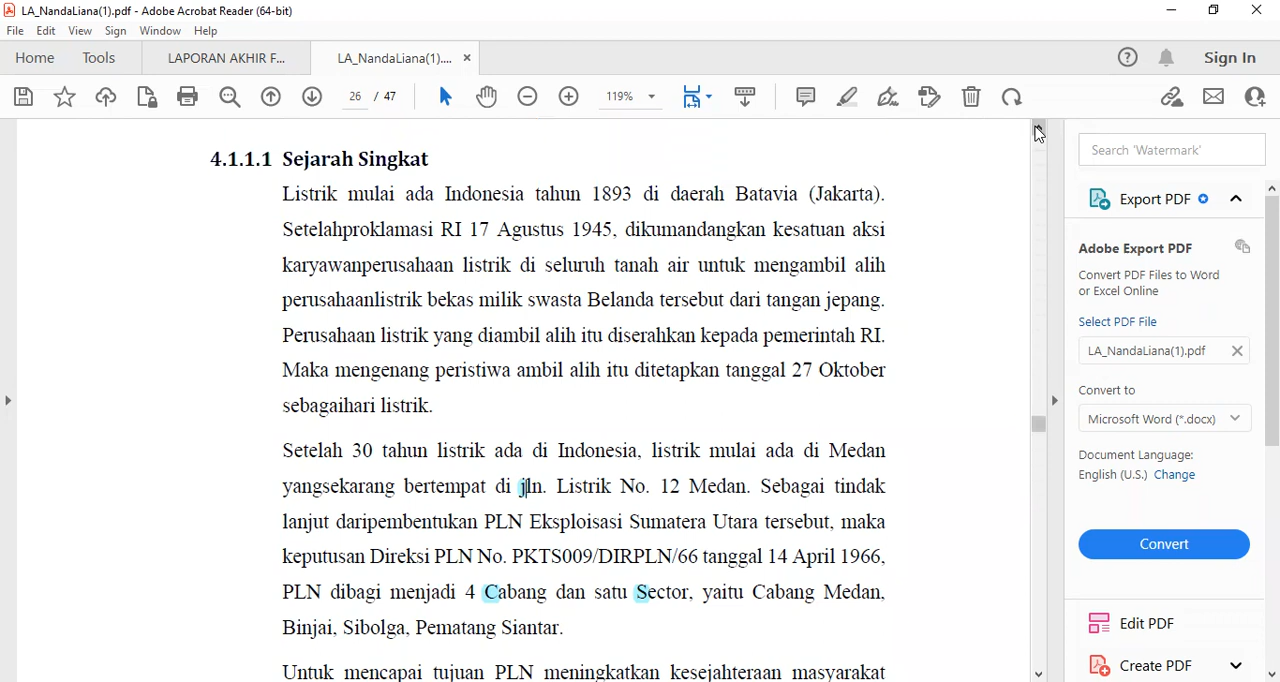 LA_NandaLiana(1).pdf - Adobe Acrobat Reader (64-bit)
File Edit View Sign Window Help
Home Tools LAPORAN AKHIR F... LA_NandaLiana(1).... Sign In
26 / 47 119%
4.1.1.1 Sejarah Singkat
Listrik mulai ada Indonesia tahun 1893 di daerah Batavia (Jakarta).
Setelahproklamasi RI 17 Agustus 1945, dikumandangkan kesatuan aksi
karyawanperusahaan listrik di seluruh tanah air untuk mengambil alih
perusahaanlistrik bekas milik swasta Belanda tersebut dari tangan jepang.
Perusahaan listrik yang diambil alih itu diserahkan kepada pemerintah RI.
Maka mengenang peristiwa ambil alih itu ditetapkan tanggal 27 Oktober
sebagaihari listrik.
Setelah 30 tahun listrik ada di Indonesia, listrik mulai ada di Medan
yangsekarang bertempat di jln. Listrik No. 12 Medan. Sebagai tindak
lanjut daripembentukan PLN Eksploisasi Sumatera Utara tersebut, maka
keputusan Direksi PLN No. PKTS009/DIRPLN/66 tanggal 14 April 1966,
PLN dibagi menjadi 4 Cabang dan satu Sector, yaitu Cabang Medan,
Binjai, Sibolga, Pematang Siantar.
Untuk mencapai tujuan PLN meningkatkan kesejahteraan masyarakat
Search 'Watermark'
Export PDF
Adobe Export PDF
Convert PDF Files to Word
or Excel Online
Select PDF File
LA_NandaLiana(1).pdf
Convert to
Microsoft Word (*.docx)
Document Language:
English (U.S.) Change
Convert
Edit PDF
Create PDF